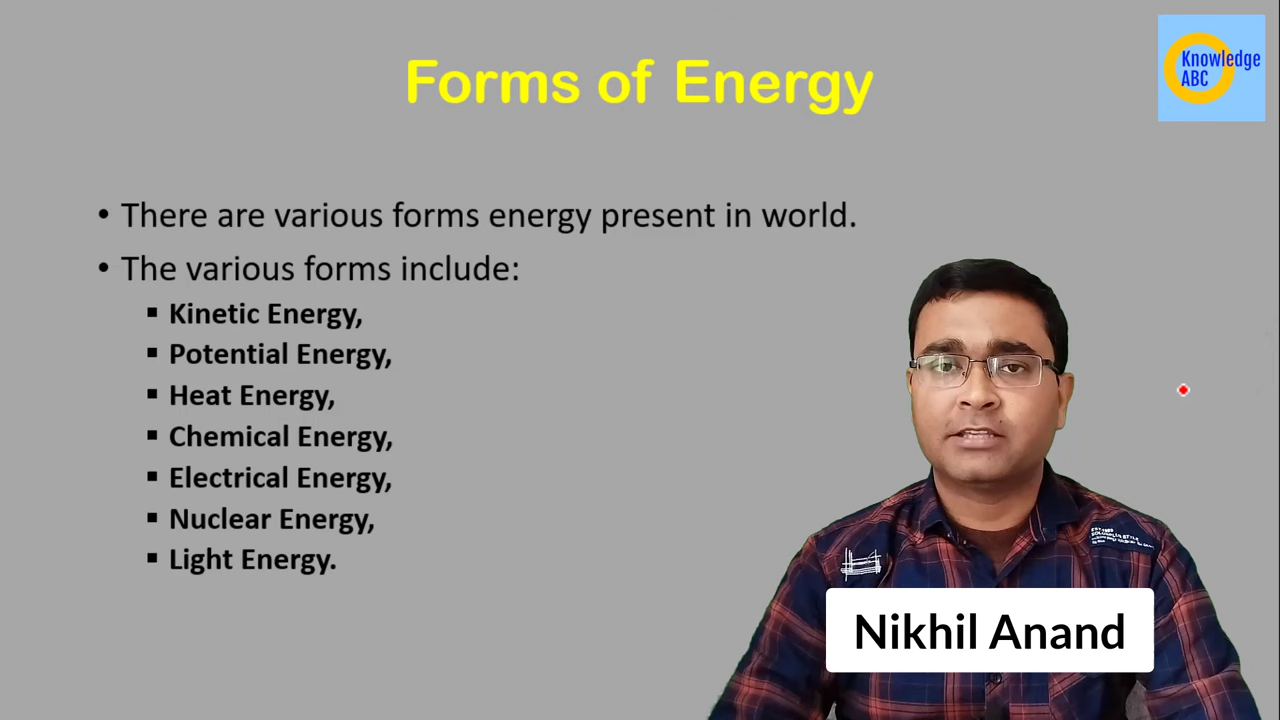 Forms of Energy
Knowledge
ABC
• There are various forms energy present in world.
• The various forms include:
▪ Kinetic Energy,
▪ Potential Energy,
▪ Heat Energy,
▪ Chemical Energy,
▪ Electrical Energy,
▪ Nuclear Energy,
▪ Light Energy.
Nikhil Anand